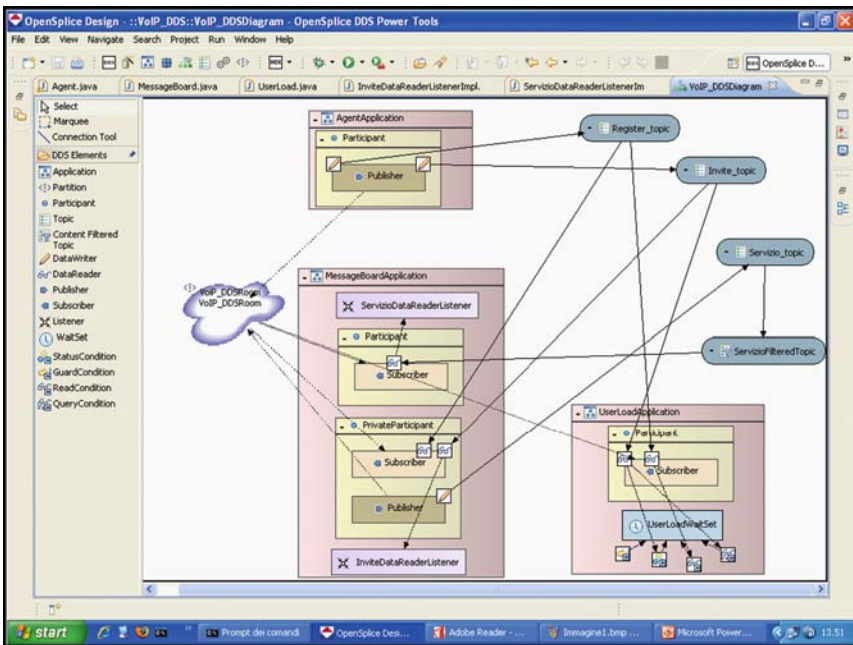 OpenSplice Design - ::VoIP_DDS::VoIP_DDSDiagram - OpenSplice DDS Power Tools
File Edit View Navigate Search Project Run Window Help
OpenSplice D...
Agent.java MessageBoard.java UserLoad.java InviteDataReaderListenerImpl. ServizioDataReaderListenerIm VoIP_DDSDiagram
Select
Marquee
Connection Tool
DDS Elements
Application
Partition
Participant
Topic
Content Filtered
Topic
DataWriter
DataReader
Publisher
Subscriber
Listener
WaitSet
StatusCondition
GuardCondition
ReadCondition
QueryCondition
AgentApplication
Participant
Publisher
Register_topic
Invite_topic
Servizio_topic
ServizioFilteredTopic
VoIP_DDSRoom
VoIP_DDSRoom
MessageBoardApplication
ServizioDataReaderListener
Participant
Subscriber
PrivateParticipant
Subscriber
Publisher
InviteDataReaderListener
UserLoadApplication
Participant
Subscriber
UserLoadWaitSet
start
Prompt dei comandi
OpenSplice Desi...
Adobe Reader - ...
Immagine1.bmp ...
Microsoft Power...
13.51